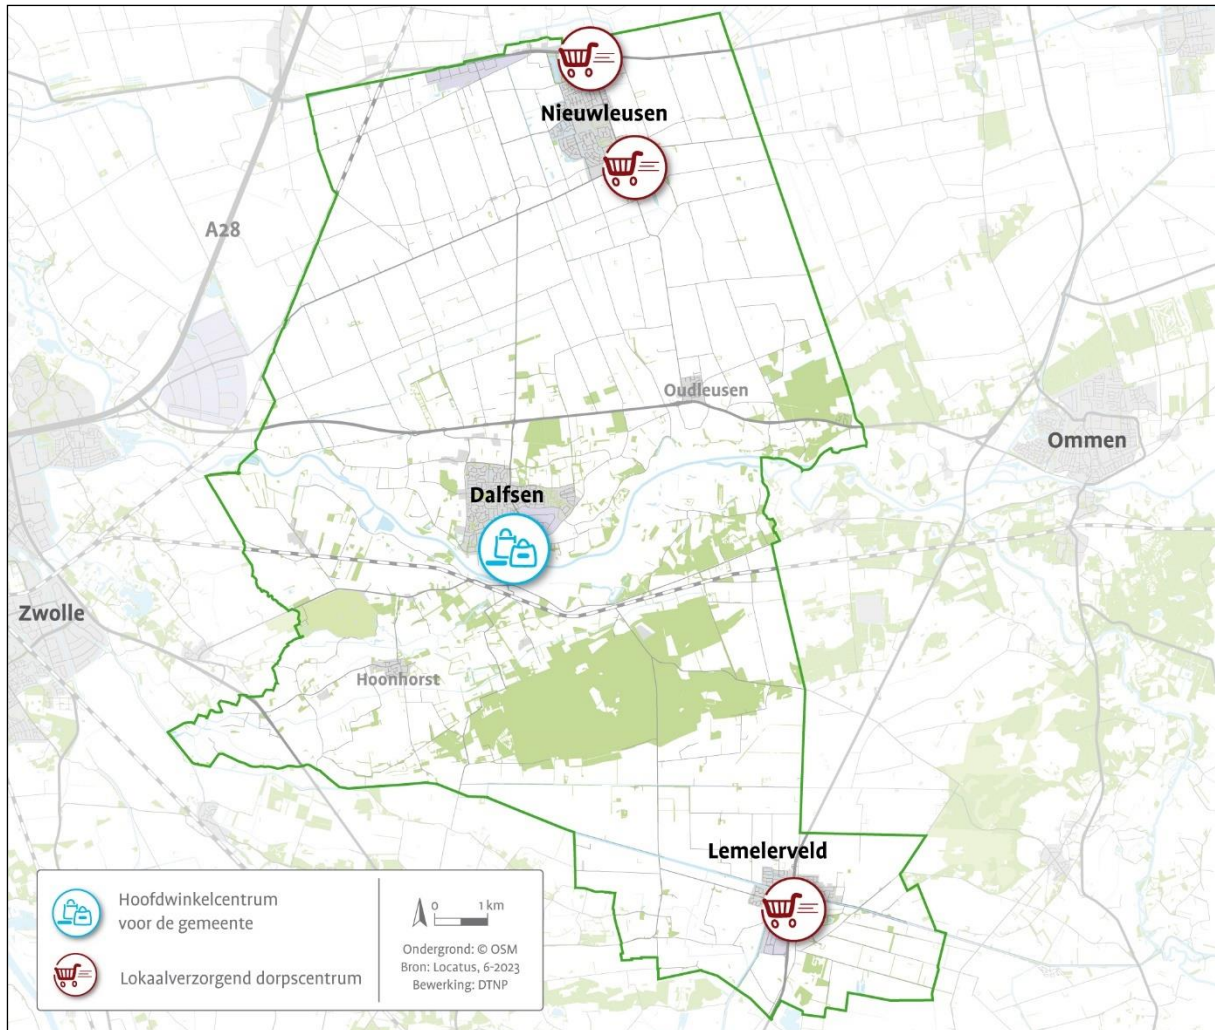 Nieuwleusen
A28
Oudleusen
Ommen
Dalfsen
Zwolle
Hoonhorst
Lemelerveld
Hoofdwinkelcentrum
voor de gemeente
Lokaalverzorgend dorpscentrum
0 1 km
Ondergrond: © OSM
Bron: Locatus, 6-2023
Bewerking: DTNP